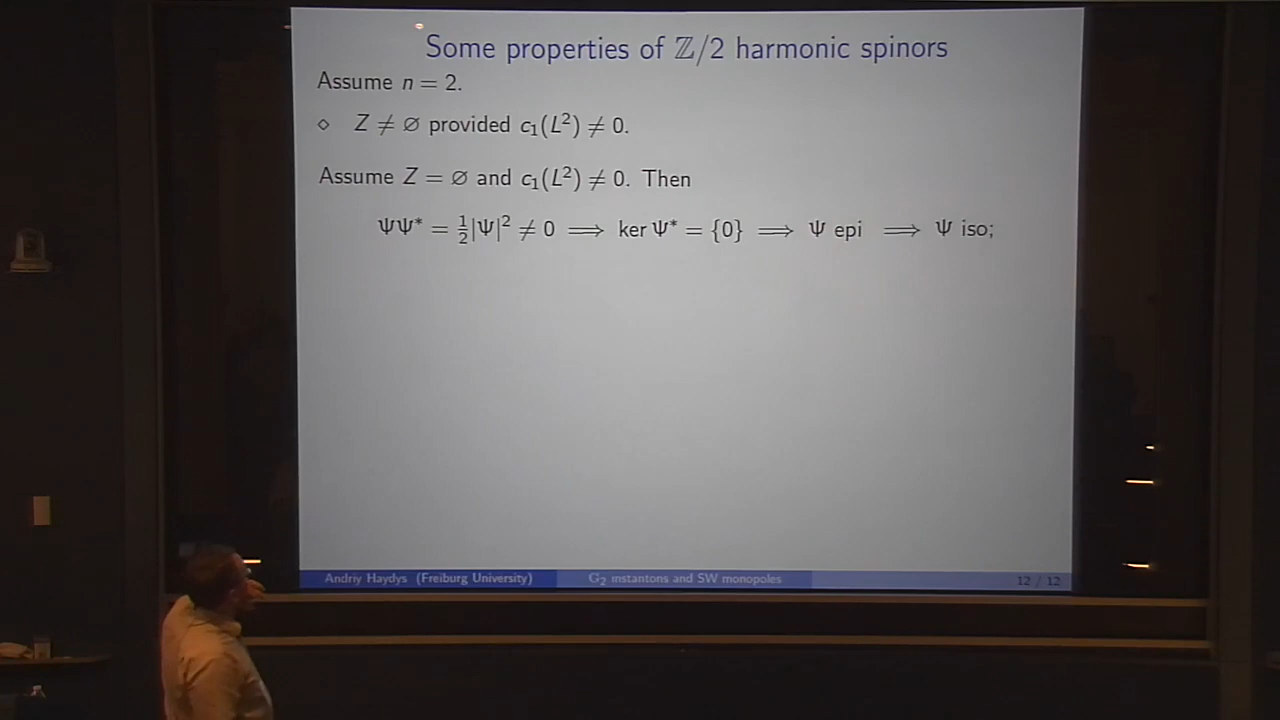 Some properties of ℤ/2 harmonic spinors
Assume n = 2.
⋄ Z ≠ ∅ provided c₁(L²) ≠ 0.
Assume Z = ∅ and c₁(L²) ≠ 0. Then
ΨΨ* = ½|Ψ|² ≠ 0 ⟹ ker Ψ* = {0} ⟹ Ψ epi ⟹ Ψ iso;
Andriy Haydys (Freiburg University) G₂ instantons and SW monopoles 12 / 12